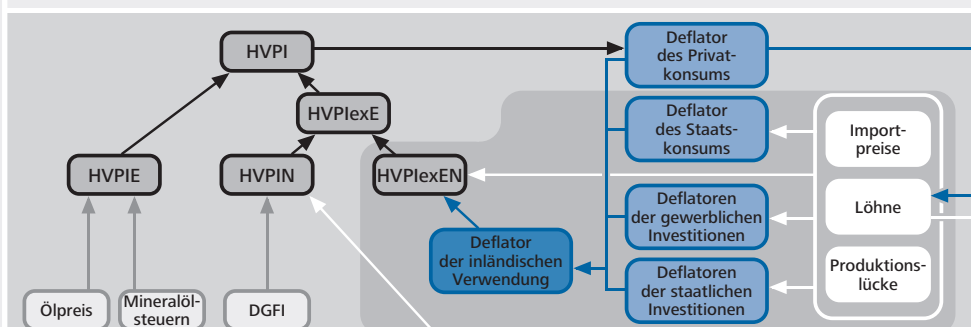 HVPI
Deflator
des Privat-
konsums
HVPIexE
Deflator
des Staats-
konsums
Import-
preise
HVPIE
HVPIN
HVPIexEN
Deflatoren
der gewerblichen
Investitionen
Löhne
Deflator
der inländischen
Verwendung
Deflatoren
der staatlichen
Investitionen
Produktions-
lücke
Ölpreis
Mineralöl-
steuern
DGFI